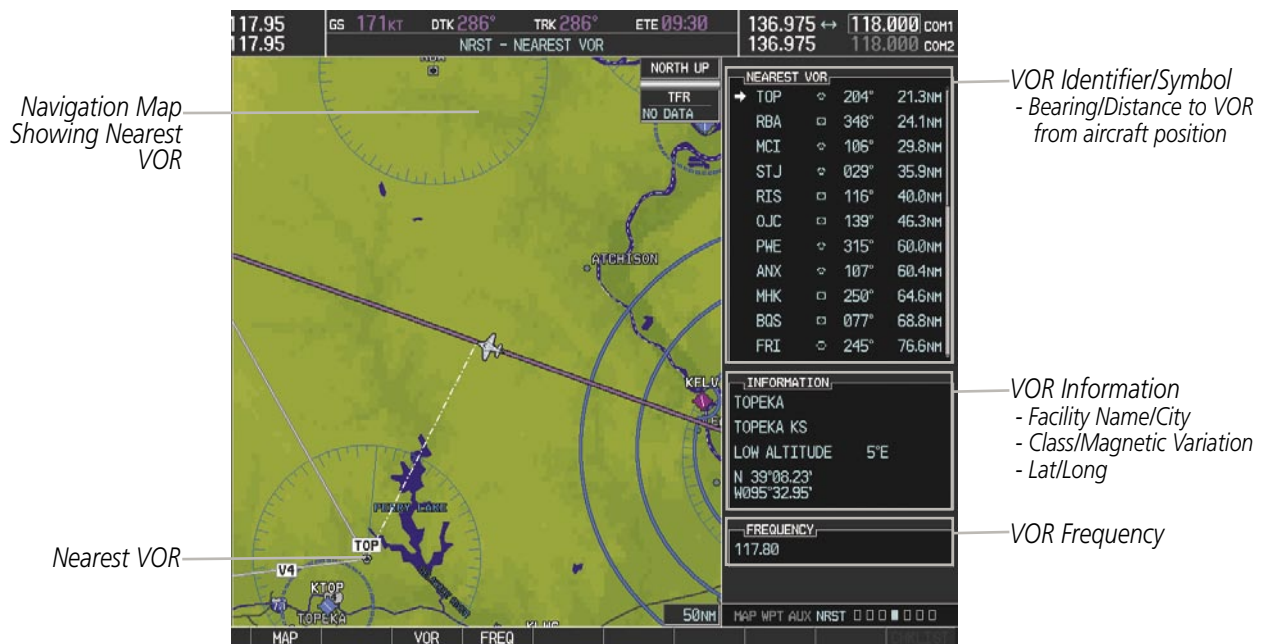 117.95
117.95
GS 171KT DTK 286° TRK 286° ETE 09:30
NRST - NEAREST VOR
136.975 ↔ 118.000 COM1
136.975 118.000 COM2
Navigation Map
Showing Nearest
VOR
NORTH UP
TFR
NO DATA
ATCHISON
PERRY LAKE
TOP
V4
KTOP
TOPEKA
50NM
Nearest VOR
NEAREST VOR
TOP 204° 21.3NM
RBA 348° 24.1NM
MCI 106° 29.8NM
STJ 029° 35.9NM
RIS 116° 40.0NM
OJC 139° 46.3NM
PWE 315° 60.0NM
ANX 107° 60.4NM
MHK 250° 64.6NM
BQS 077° 68.8NM
FRI 245° 76.6NM
VOR Identifier/Symbol
- Bearing/Distance to VOR
from aircraft position
INFORMATION
TOPEKA
TOPEKA KS
LOW ALTITUDE 5°E
N 39°08.23'
W095°32.95'
VOR Information
- Facility Name/City
- Class/Magnetic Variation
- Lat/Long
FREQUENCY
117.80
VOR Frequency
MAP WPT AUX NRST
MAP VOR FREQ CHKLIST